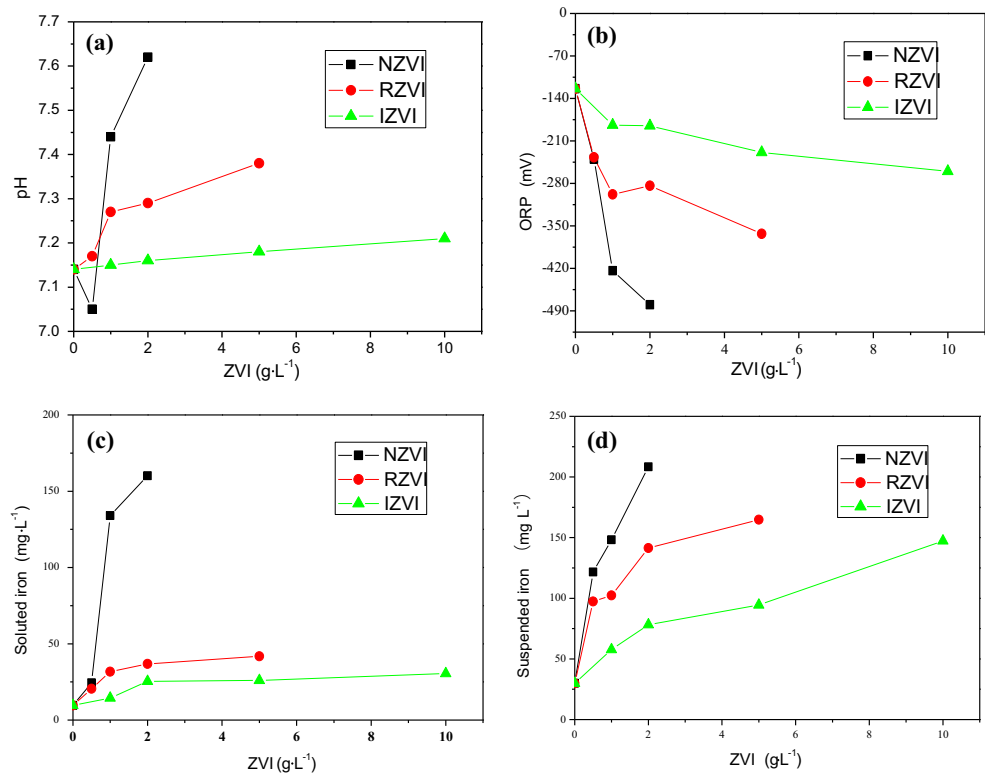 (a)
NZVI
RZVI
IZVI
7.7
7.6
7.5
7.4
7.3
7.2
7.1
7.0
pH
0 2 4 6 8 10
ZVI (g·L⁻¹)
(b)
NZVI
RZVI
IZVI
0
-70
-140
-210
-280
-350
-420
-490
ORP (mV)
0 2 4 6 8 10
ZVI (g·L⁻¹)
(c)
NZVI
RZVI
IZVI
200
150
100
50
0
Soluted iron (mg·L⁻¹)
0 2 4 6 8 10
ZVI (g·L⁻¹)
(d)
NZVI
RZVI
IZVI
250
200
150
100
50
0
Suspended iron (mg L⁻¹)
0 2 4 6 8 10
ZVI (g·L⁻¹)